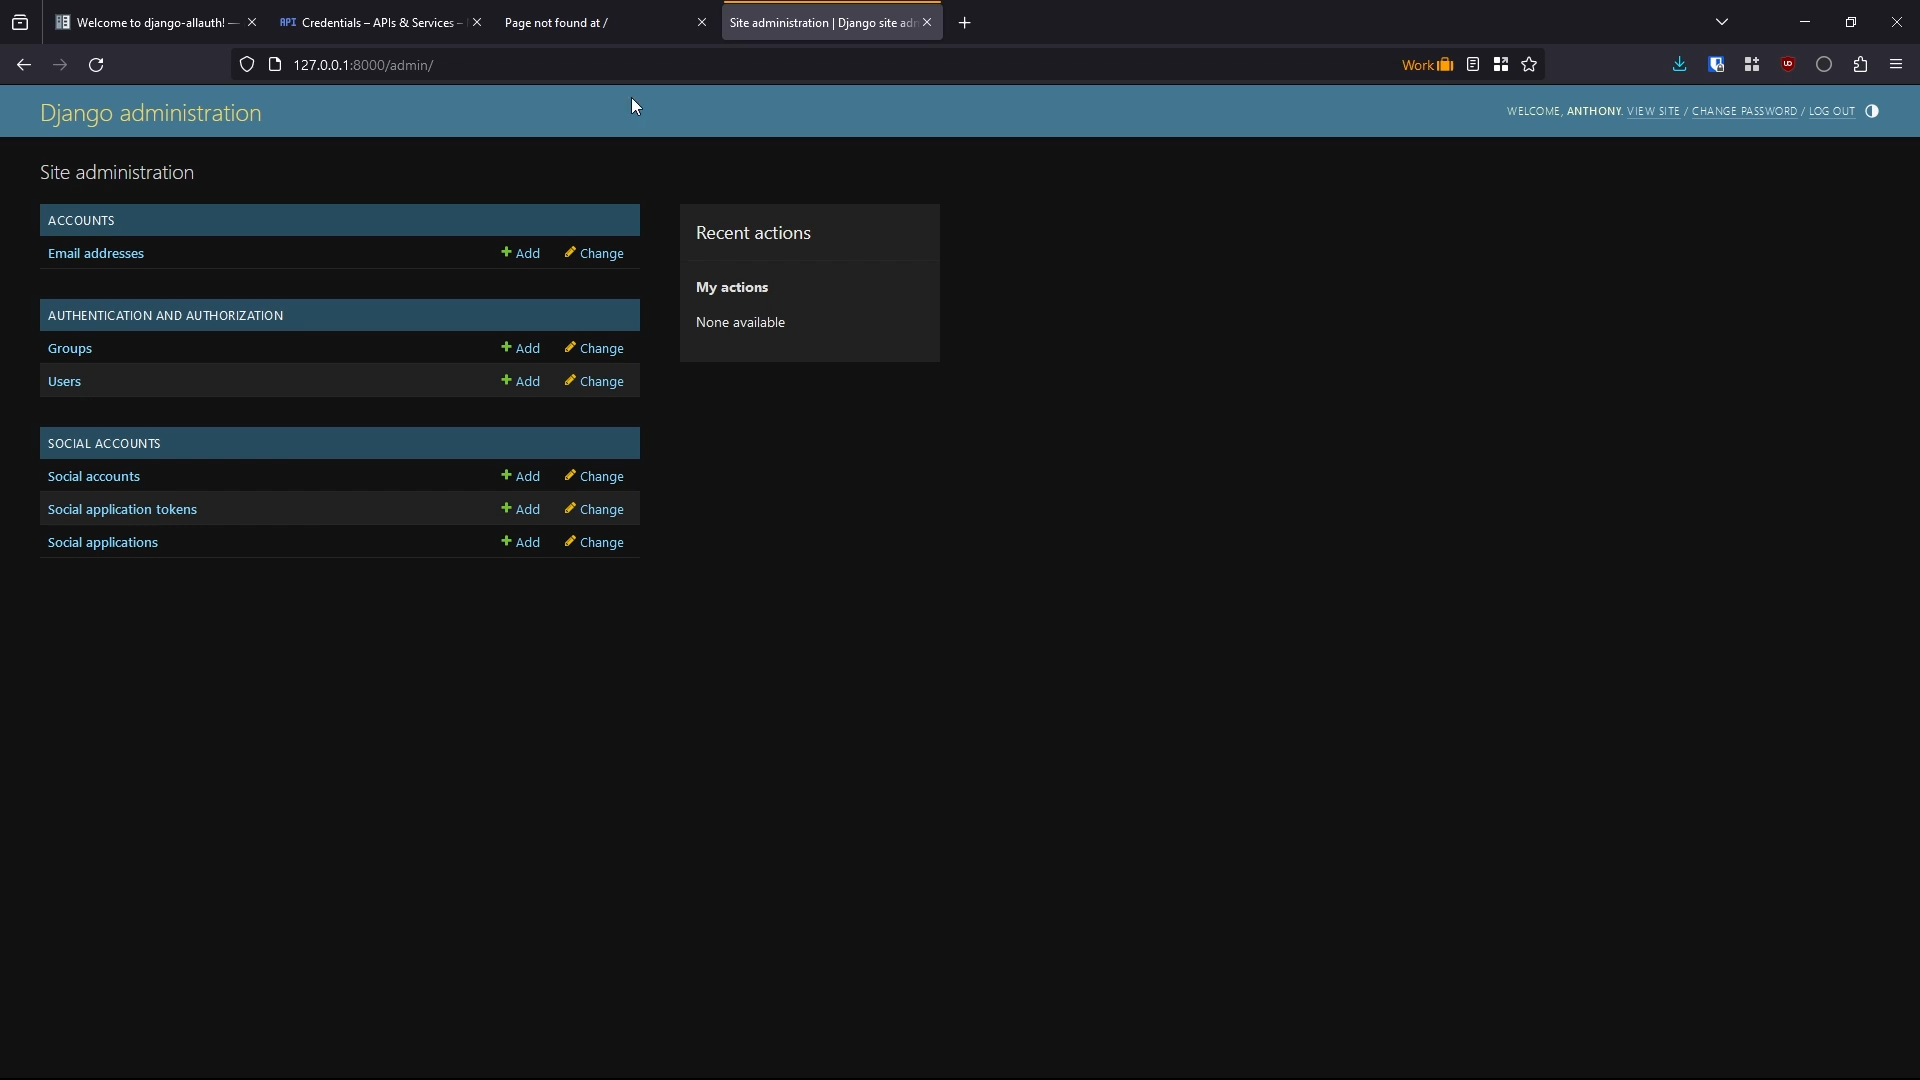 Welcome to django-allauth! —
API Credentials – APIs & Services –
Page not found at /
Site administration | Django site adm
127.0.0.1:8000/admin/
Work
Django administration
WELCOME, ANTHONY. VIEW SITE / CHANGE PASSWORD / LOG OUT
Site administration
ACCOUNTS
Email addresses
Add
Change
AUTHENTICATION AND AUTHORIZATION
Groups
Add
Change
Users
Add
Change
SOCIAL ACCOUNTS
Social accounts
Add
Change
Social application tokens
Add
Change
Social applications
Add
Change
Recent actions
My actions
None available